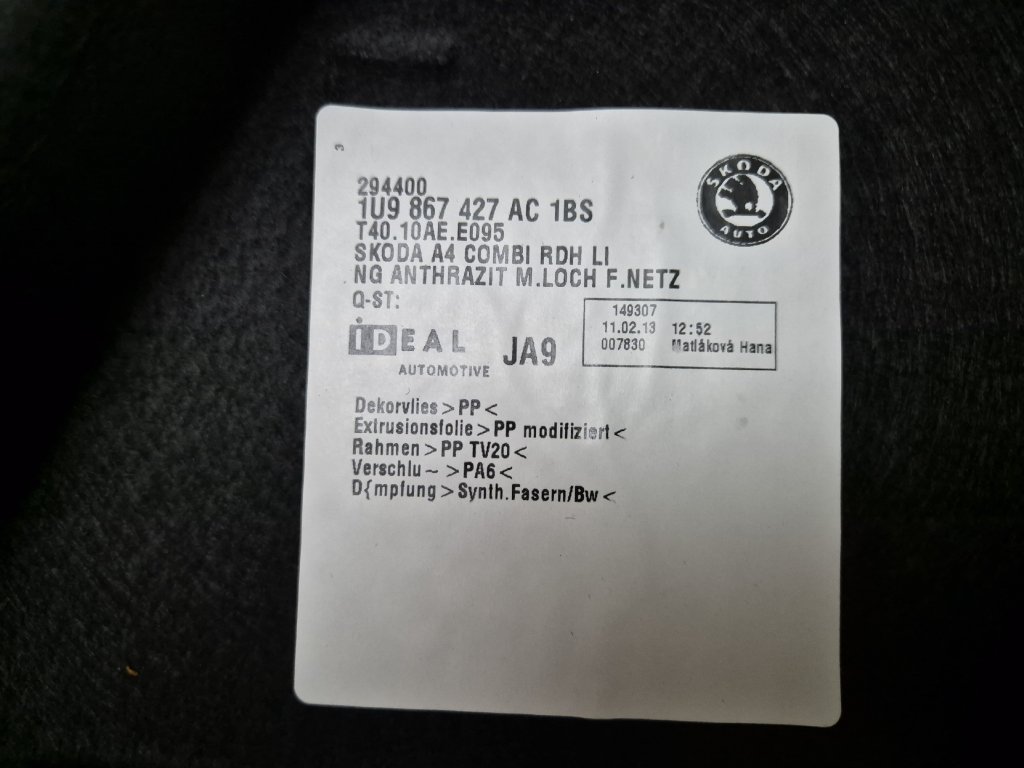 3
294400
1U9 867 427 AC 1BS
T40.10AE.E095
SKODA A4 COMBI RDH LI
NG ANTHRAZIT M.LOCH F.NETZ
Q-ST:
SKODA
AUTO
149307
11.02.13 12:52
007830 Matláková Hana
iDEAL
AUTOMOTIVE
JA9
Dekorvlies>PP<
Extrusionsfolie>PP modifiziert<
Rahmen>PP TV20<
Verschlu~ >PA6<
D{mpfung>Synth.Fasern/Bw<